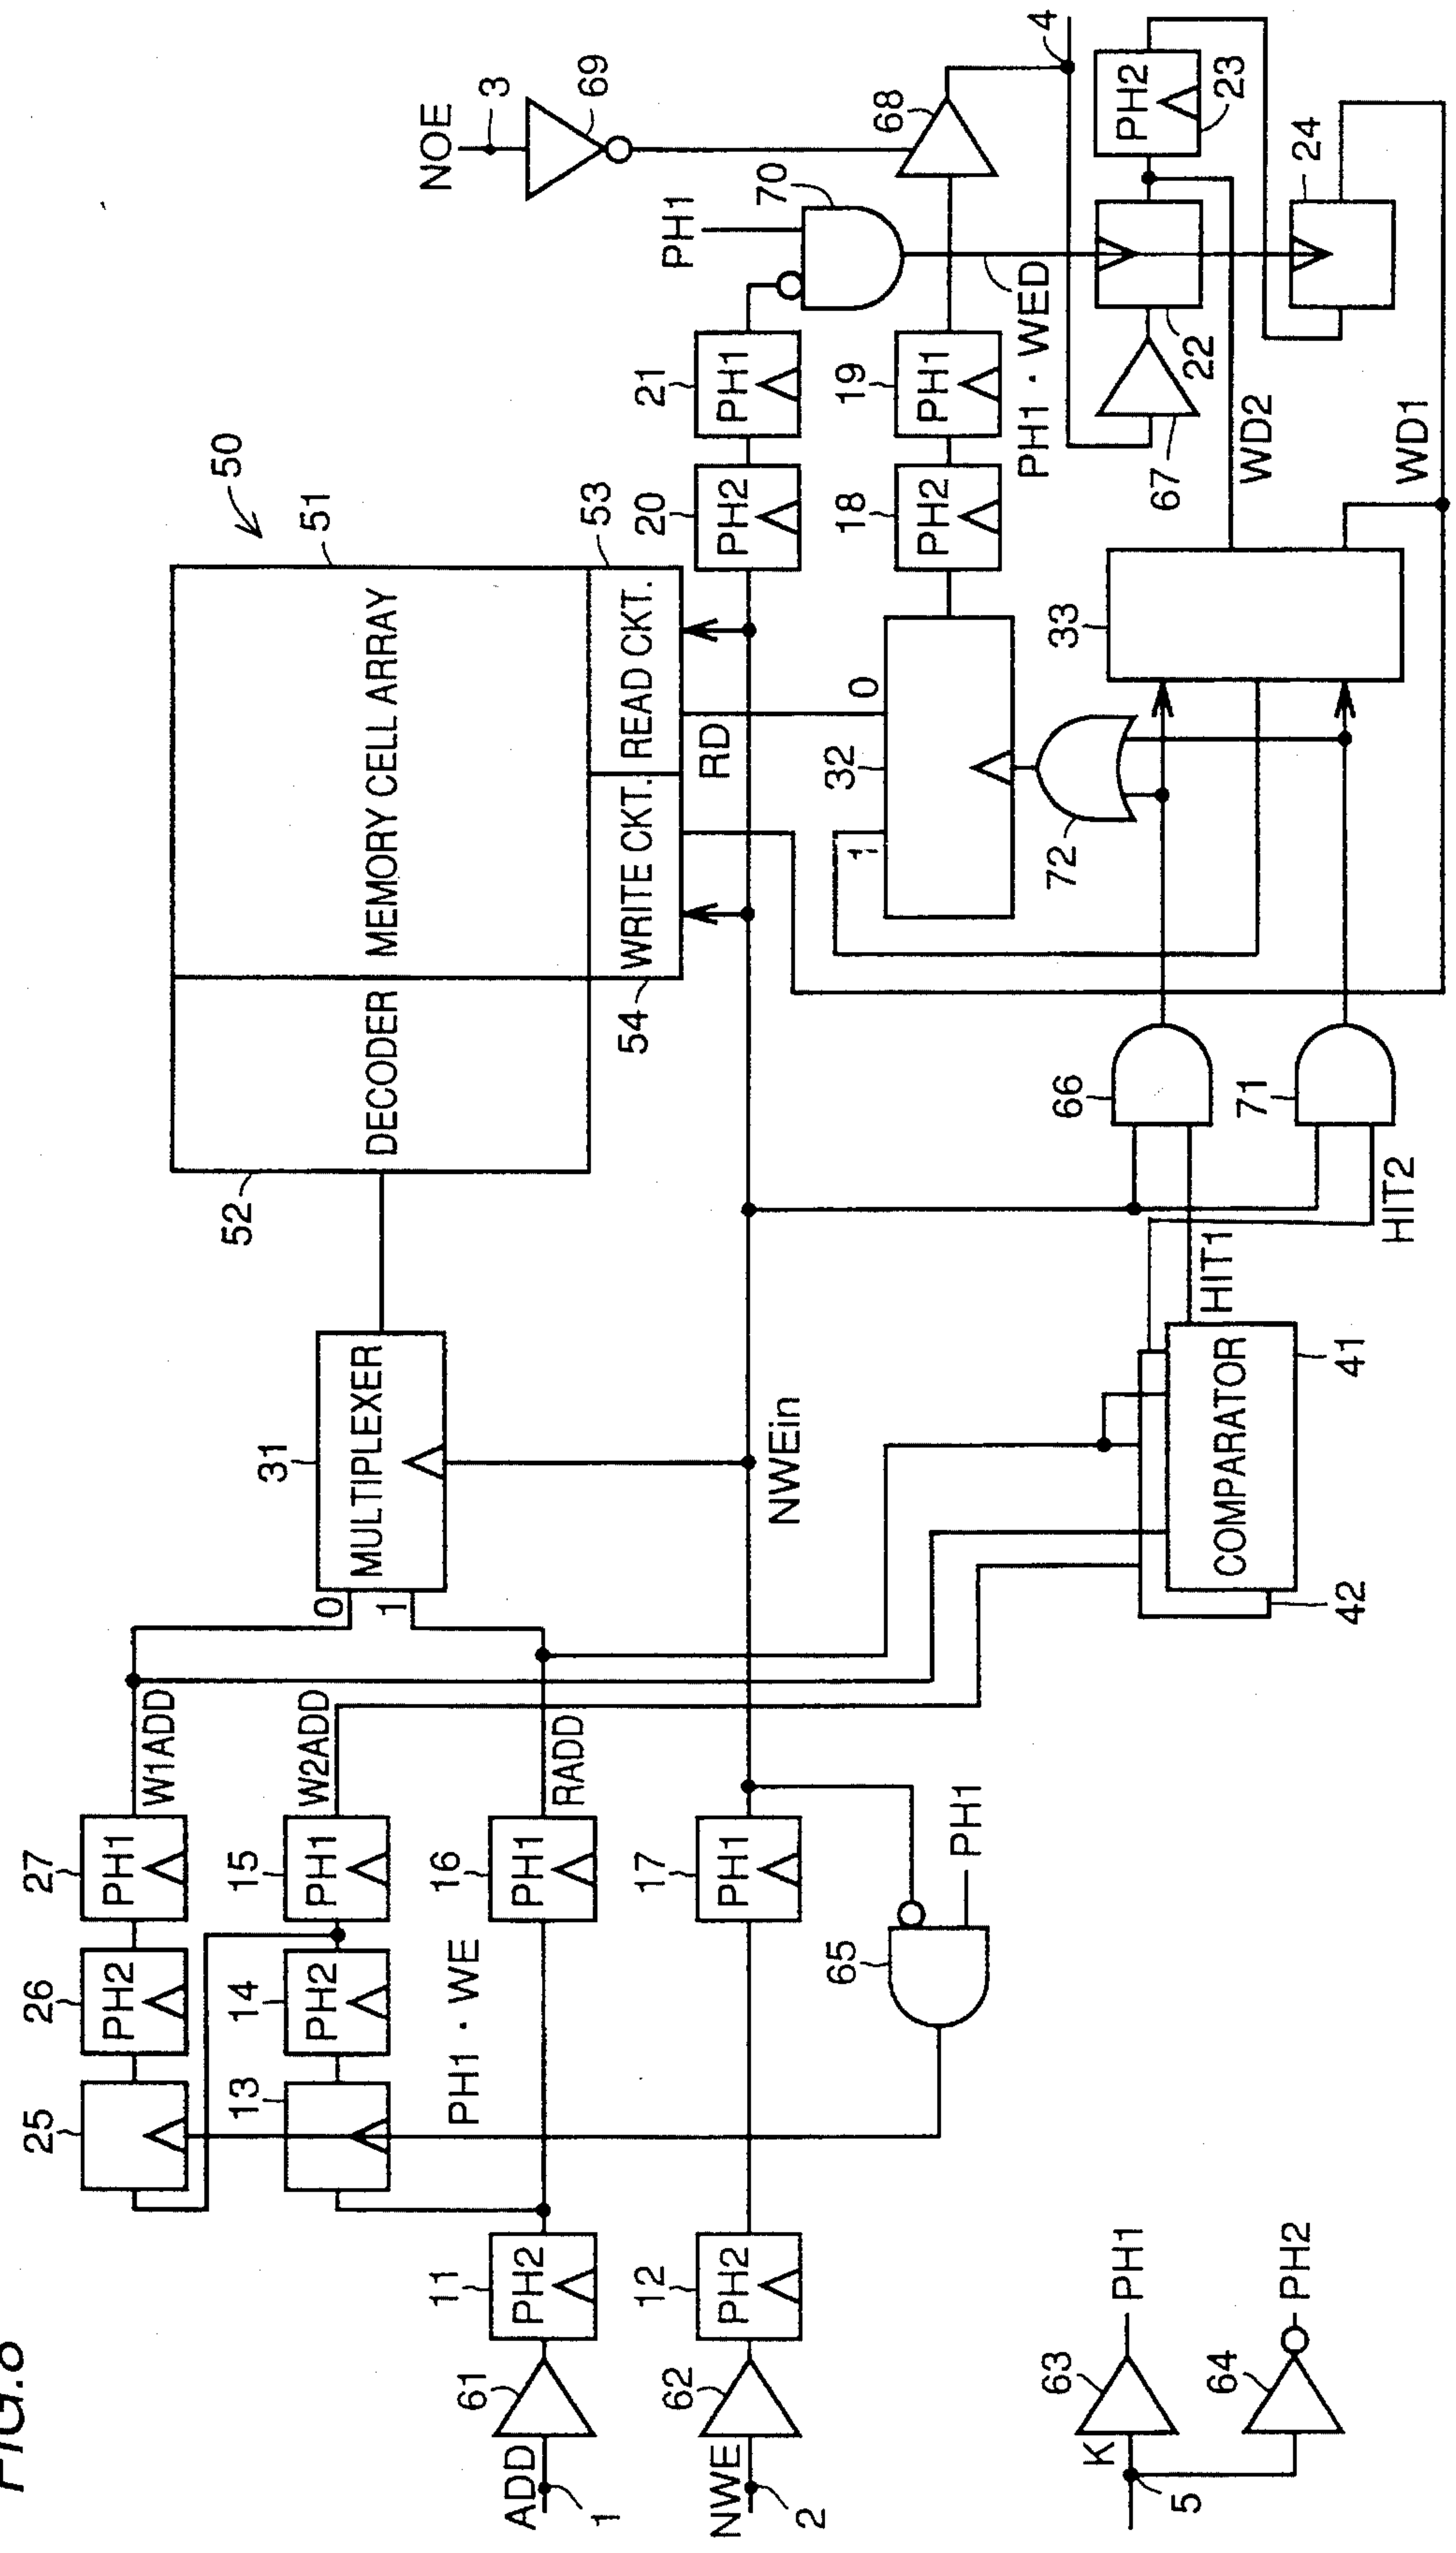 FIG.8
ADD
1
61
11
PH2
NWE
2
62
12
PH2
K
5
63
PH1
64
PH2
25
26
PH2
27
PH1
W1ADD
13
14
PH2
15
PH1
W2ADD
PH1 · WE
16
PH1
RADD
17
PH1
65
PH1
0
1
31
MULTIPLEXER
NWEin
COMPARATOR
41
42
HIT1
HIT2
52
DECODER
MEMORY CELL ARRAY
51
50
54
WRITE CKT.
READ CKT.
53
RD
66
71
72
32
1
0
33
20
PH2
21
PH1
18
PH2
19
PH1
PH1
70
NOE
3
69
68
PH1 · WED
4
67
22
PH2
23
24
WD2
WD1